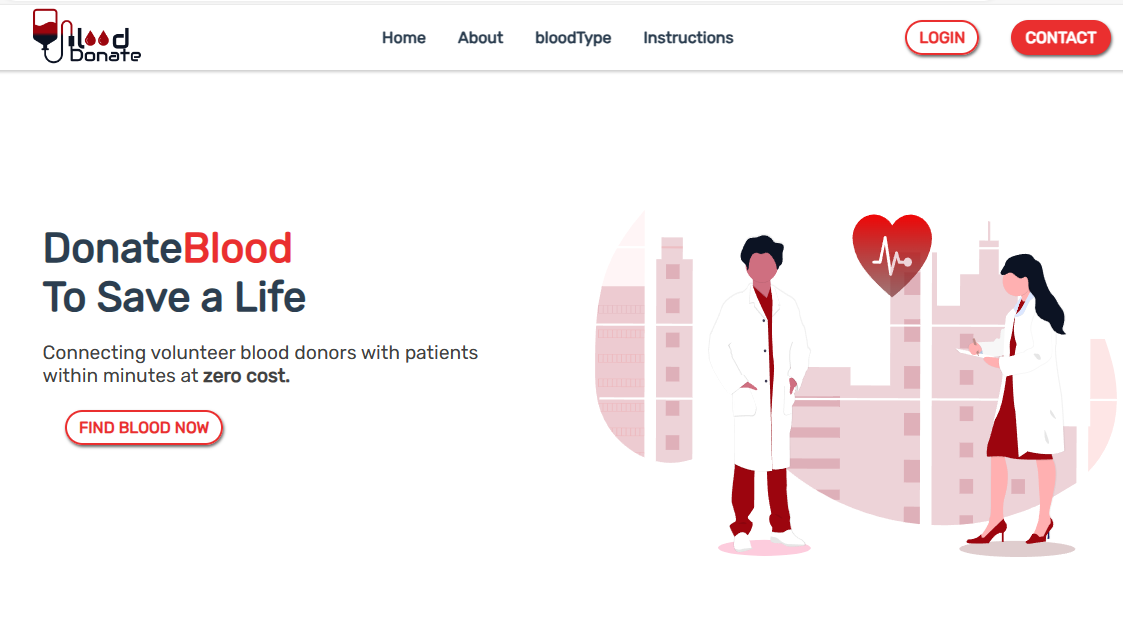 Blood
Donate
Home
About
bloodType
Instructions
LOGIN
CONTACT
DonateBlood
To Save a Life
Connecting volunteer blood donors with patients
within minutes at zero cost.
FIND BLOOD NOW